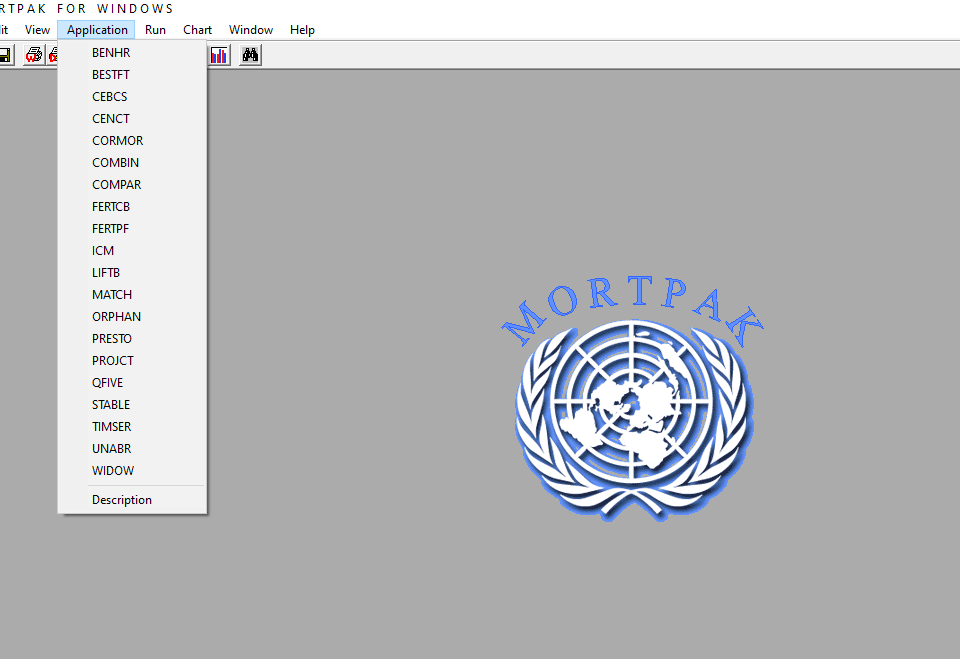 RTPAK FOR WINDOWS
it View Application Run Chart Window Help
BENHR
BESTFT
CEBCS
CENCT
CORMOR
COMBIN
COMPAR
FERTCB
FERTPF
ICM
LIFTB
MATCH
ORPHAN
PRESTO
PROJCT
QFIVE
STABLE
TIMSER
UNABR
WIDOW
Description
MORTPAK